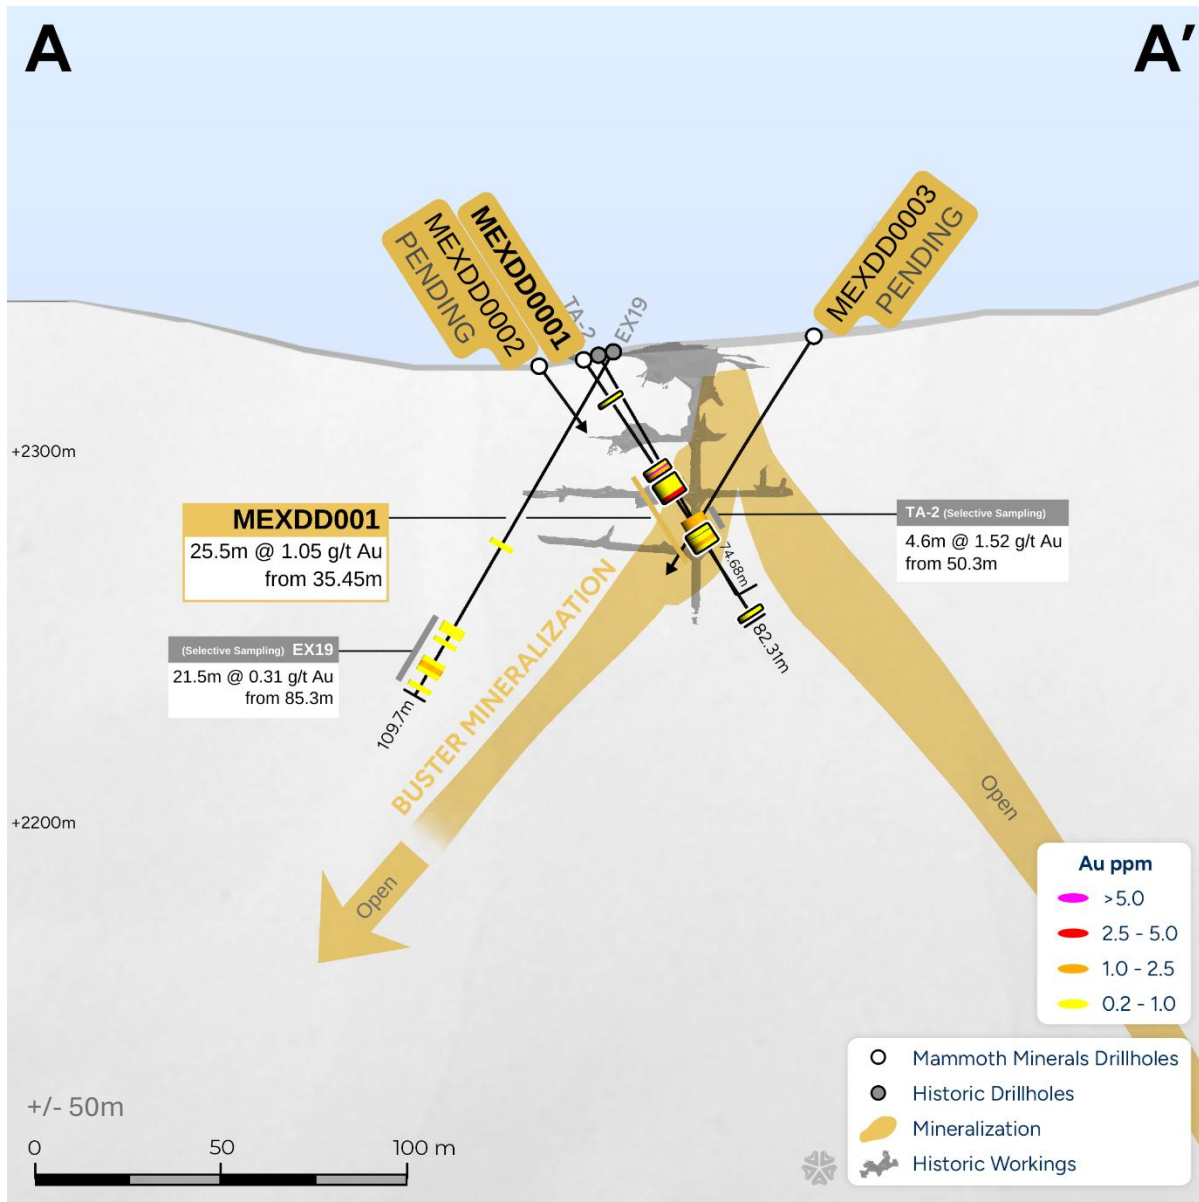 A
A′
MEXDD0002
PENDING
MEXDD0001
TA-2
EX19
MEXDD0003
PENDING
+2300m
MEXDD001
25.5m @ 1.05 g/t Au
from 35.45m
TA-2 (Selective Sampling)
4.6m @ 1.52 g/t Au
from 50.3m
74.68m
82.31m
(Selective Sampling) EX19
21.5m @ 0.31 g/t Au
from 85.3m
109.7m
BUSTER MINERALIZATION
Open
Open
+2200m
Au ppm
>5.0
2.5 - 5.0
1.0 - 2.5
0.2 - 1.0
Mammoth Minerals Drillholes
Historic Drillholes
Mineralization
Historic Workings
+/- 50m
0 50 100 m